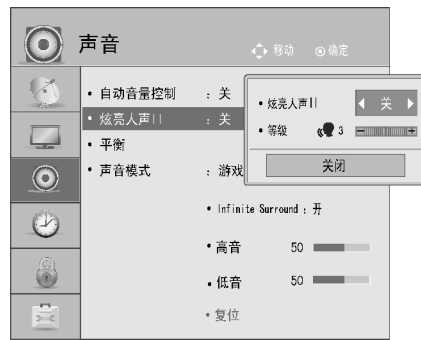 声音
移动 ⊙确定
• 自动音量控制 ：关
• 炫亮人声II ：关
• 平衡
• 声音模式 ：游戏
• Infinite Surround：开
• 高音 50
• 低音 50
• 复位
• 炫亮人声II ◀ 关 ▶
• 等级 3
关闭